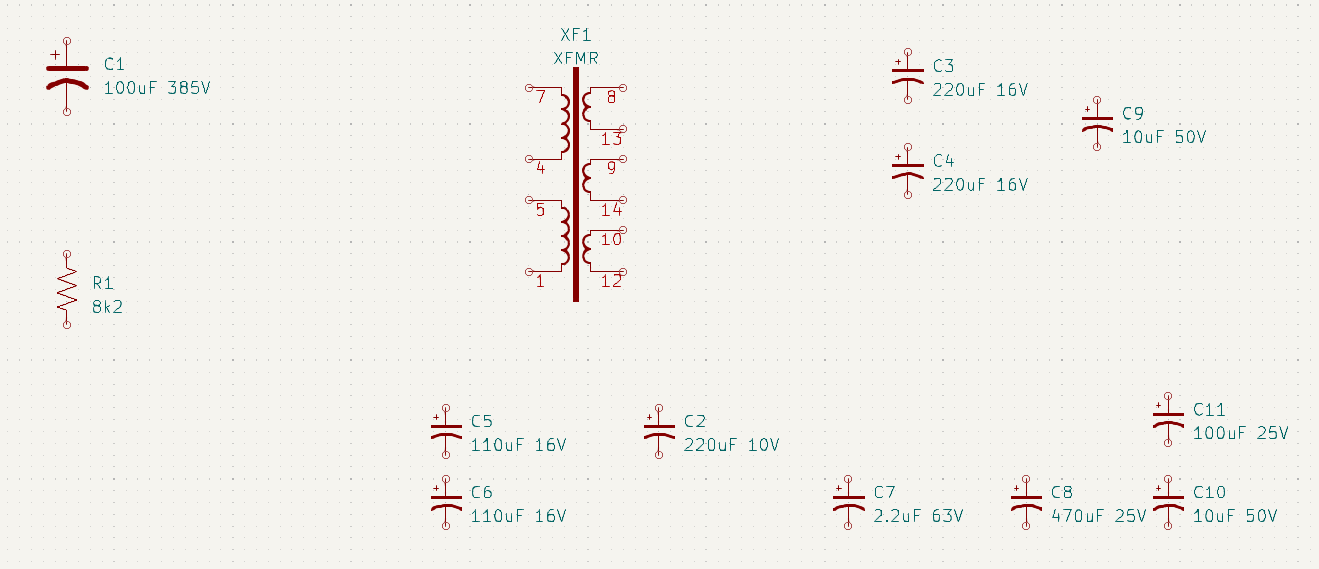 XF1
XFMR
7
8
13
4
9
5
14
10
1
12
+
C1
100uF 385V
+
C3
220uF 16V
+
C9
10uF 50V
+
C4
220uF 16V
R1
8k2
+
C5
110uF 16V
+
C2
220uF 10V
+
C11
100uF 25V
+
C6
110uF 16V
+
C7
2.2uF 63V
+
C8
470uF 25V
+
C10
10uF 50V